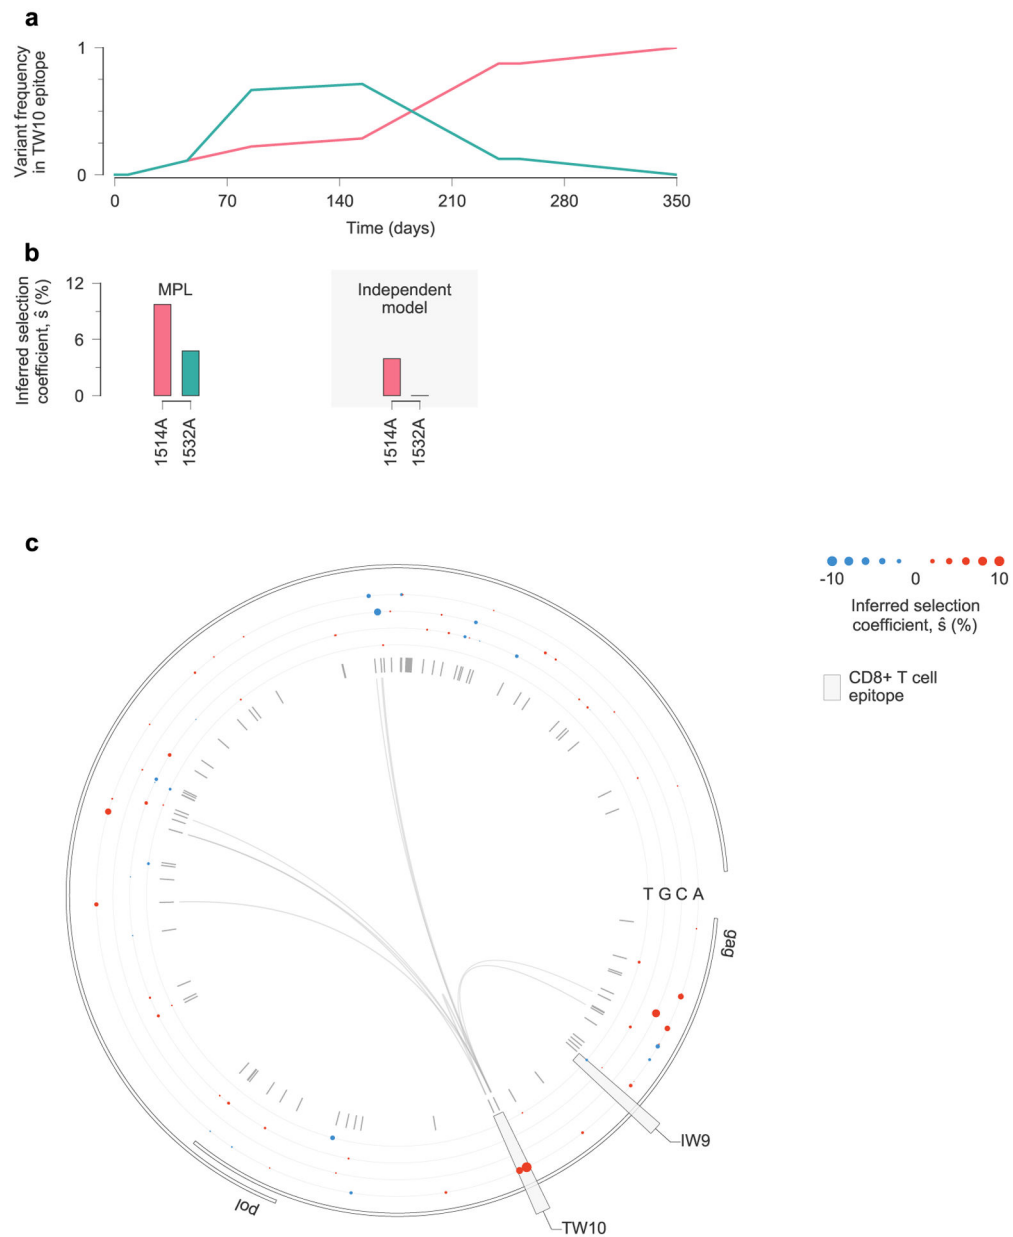 a
Variant frequency
in TW10 epitope
1
0
0 70 140 210 280 350
Time (days)
b
Inferred selection
coefficient, ŝ (%)
12
6
0
MPL
1514A
1532A
Independent
model
1514A
1532A
c
-10 0 10
Inferred selection
coefficient, ŝ (%)
CD8+ T cell
epitope
T G C A
gag
IW9
pol
TW10